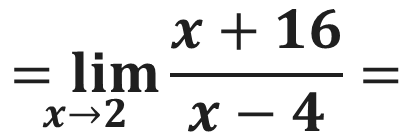 = lim x→2 x + 16 / x − 4 =